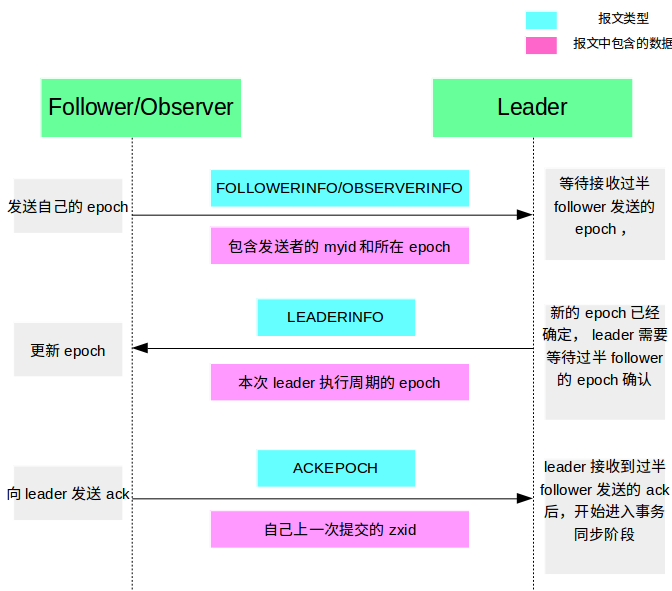 报文类型
报文中包含的数据
Follower/Observer
Leader
发送自己的 epoch
FOLLOWERINFO/OBSERVERINFO
包含发送者的 myid 和所在 epoch
等待接收过半
follower 发送的
epoch ，
更新 epoch
LEADERINFO
本次 leader 执行周期的 epoch
新的 epoch 已经
确定， leader 需要
等待过半 follower
的 epoch 确认
向 leader 发送 ack
ACKEPOCH
自己上一次提交的 zxid
leader 接收到过半
follower 发送的 ack
后，开始进入事务
同步阶段